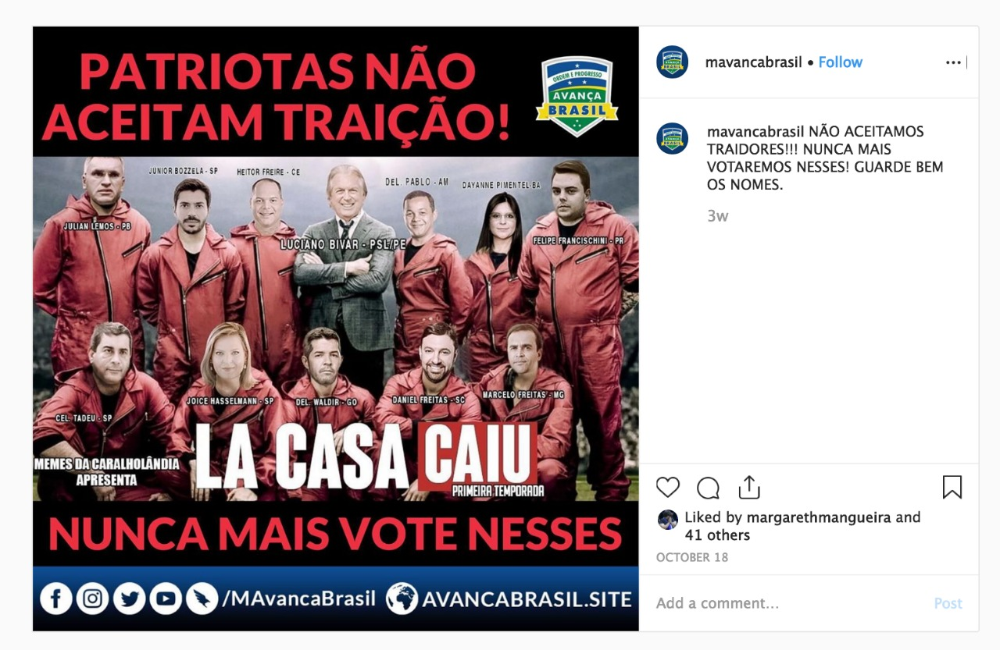 PATRIOTAS NÃO
ACEITAM TRAIÇÃO!
ORDEM E PROGRESSO
AVANÇA
BRASIL
JUNIOR BOZZELA - SP
HEITOR FREIRE - CE
DEL. PABLO - AM
DAYANNE PIMENTEL-BA
JULIAN LEMOS - PB
LUCIANO BIVAR - PSL/PE
FELIPE FRANCISCHINI - PR
CEL. TADEU - SP
JOICE HASSELMANN - SP
DEL. WALDIR - GO
DANIEL FREITAS - SC
MARCELO FREITAS - MG
MEMES DA CARALHOLÂNDIA
APRESENTA
LA CASA CAIU
PRIMEIRA TEMPORADA
NUNCA MAIS VOTE NESSES
/MAvancaBrasil AVANCABRASIL.SITE
mavancabrasil • Follow
mavancabrasil NÃO ACEITAMOS
TRAIDORES!!! NUNCA MAIS
VOTAREMOS NESSES! GUARDE BEM
OS NOMES.
3w
Liked by margarethmangueira and
41 others
OCTOBER 18
Add a comment... Post